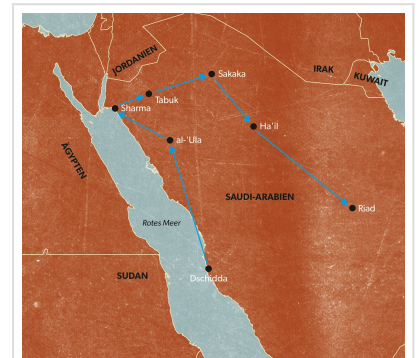 JORDANIEN
IRAK
KUWAIT
Sakaka
Tabuk
Sharma
Ha'il
al-'Ula
ÄGYPTEN
SAUDI-ARABIEN
Riad
Rotes Meer
SUDAN
Dschidda